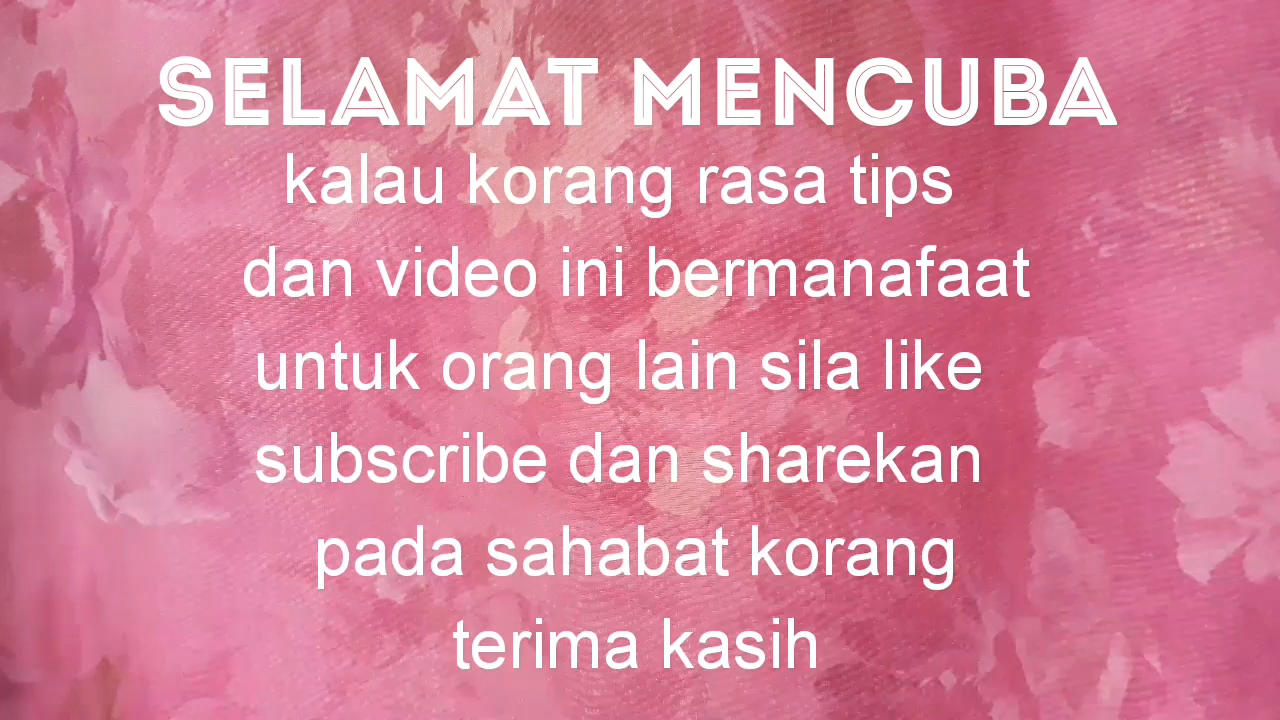 SELAMAT MENCUBA
kalau korang rasa tips
dan video ini bermanafaat
untuk orang lain sila like
subscribe dan sharekan
pada sahabat korang
terima kasih